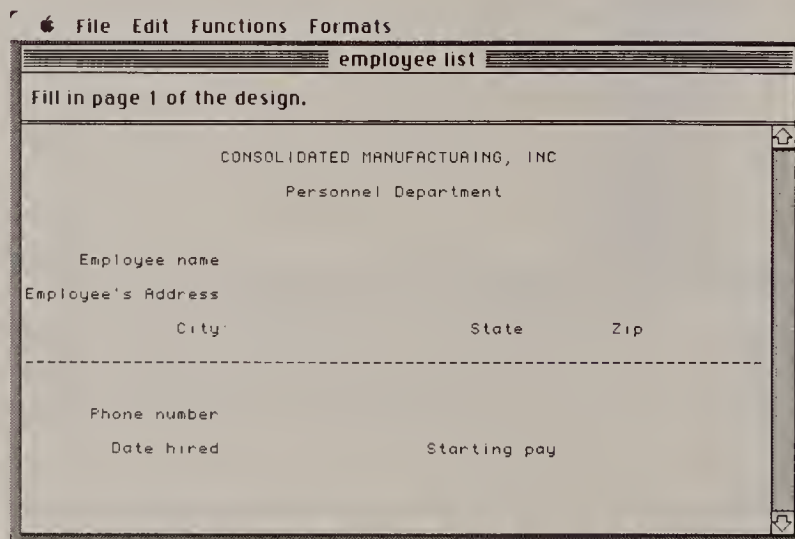 File Edit Functions Formats
employee list
Fill in page 1 of the design.
CONSOLIDATED MANUFACTURING, INC
Personnel Department
Employee name
Employee's Address
City State Zip
Phone number
Date hired Starting pay